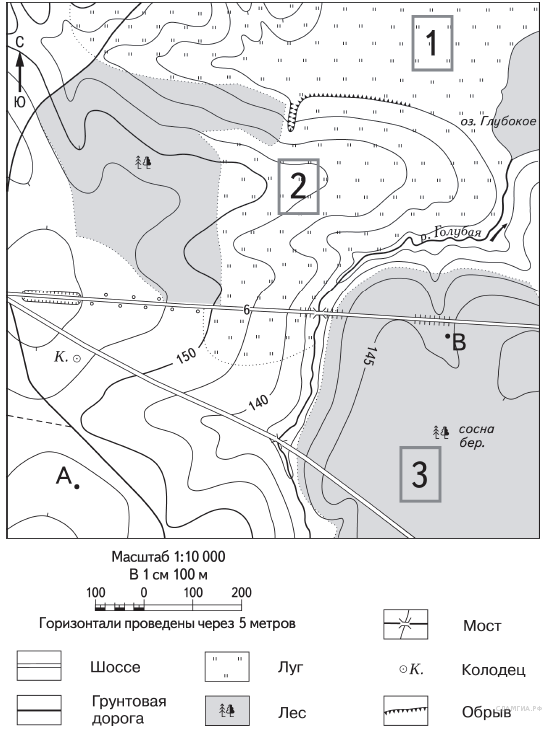 1
С
Ю
оз. Глубокое
2
р. Голубая
6
В
К.
150
145
140
сосна
бер.
А
3
Масштаб 1:10 000
В 1 см 100 м
100 0 100 200
Горизонтали проведены через 5 метров
Мост
Шоссе
Луг
К.
Колодец
Грунтовая
дорога
Лес
Обрыв